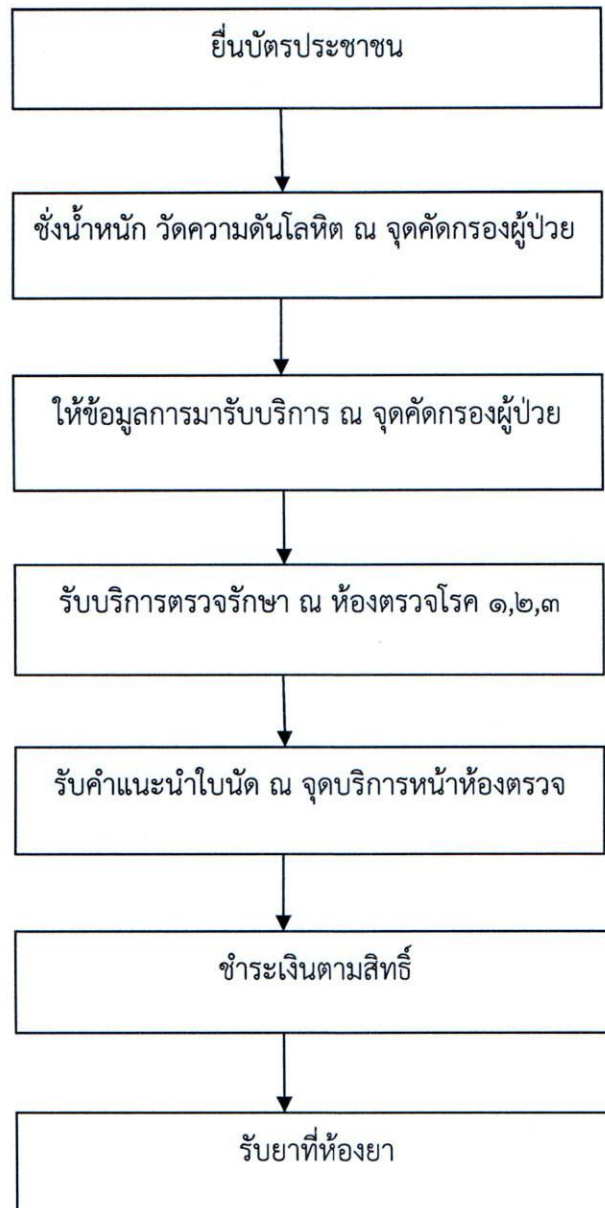 ยื่นบัตรประชาชน
ชั่งน้ำหนัก วัดความดันโลหิต ณ จุดคัดกรองผู้ป่วย
ให้ข้อมูลการมารับบริการ ณ จุดคัดกรองผู้ป่วย
รับบริการตรวจรักษา ณ ห้องตรวจโรค ๑,๒,๓
รับคำแนะนำใบนัด ณ จุดบริการหน้าห้องตรวจ
ชำระเงินตามสิทธิ์
รับยาที่ห้องยา